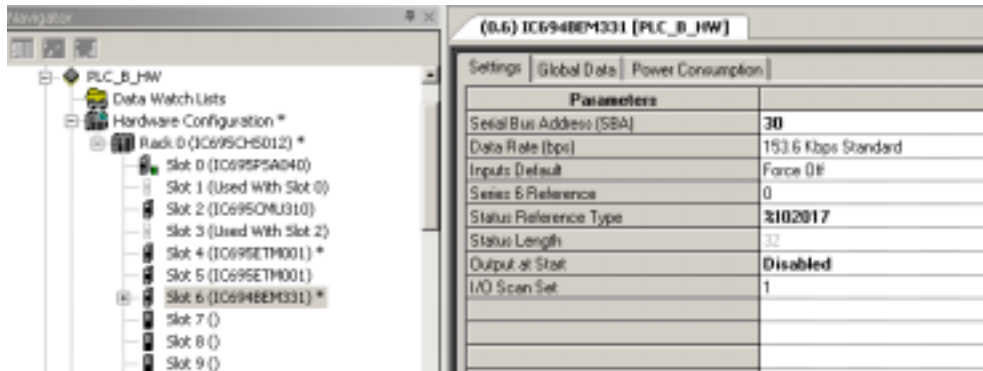 Navigator
PLC_B_HW
Data Watch Lists
Hardware Configuration *
Rack 0 (IC695CHS012) *
Slot 0 (IC695PSA040)
Slot 1 (Used With Slot 0)
Slot 2 (IC695CMU310)
Slot 3 (Used With Slot 2)
Slot 4 (IC695ETM001) *
Slot 5 (IC695ETM001)
Slot 6 (IC694BEM331) *
Slot 7 ()
Slot 8 ()
Slot 9 ()
(0.6) IC694BEM331 [PLC_B_HW]
Settings Global Data Power Consumption
Parameters
Serial Bus Address (SBA) 30
Data Rate (bps) 153.6 Kbps Standard
Inputs Default Force Off
Series 6 Reference 0
Status Reference Type %I02017
Status Length 32
Output at Start Disabled
I/O Scan Set 1